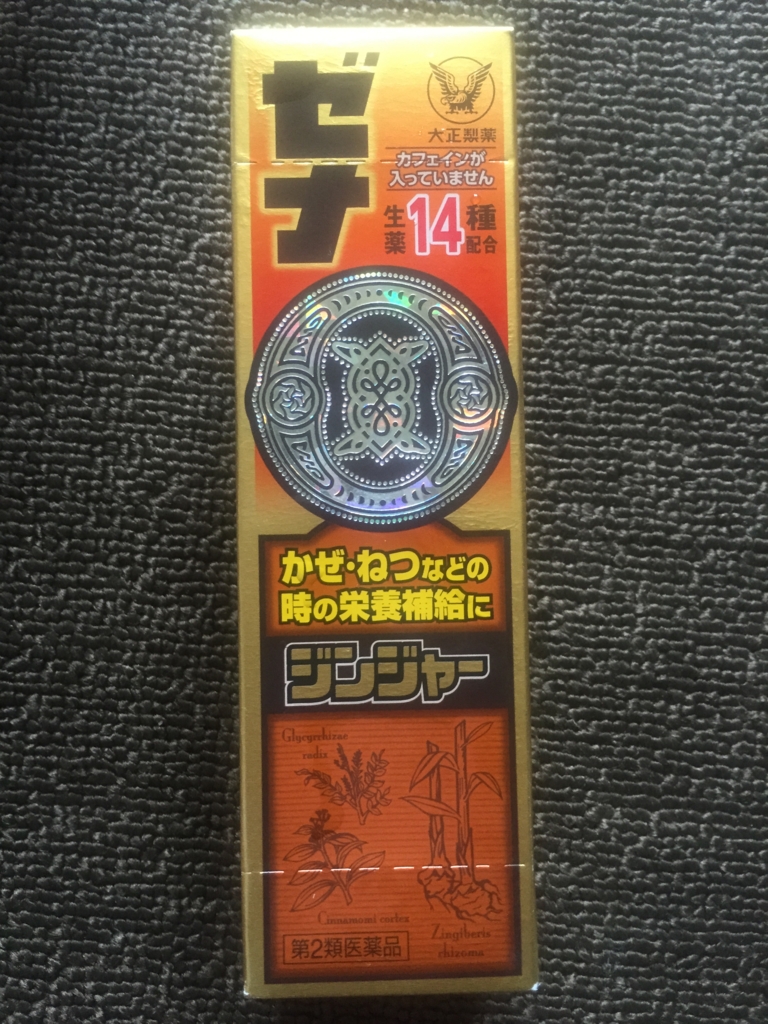 ゼナ
大正製薬
カフェインが
入っていません
生薬14種配合
かぜ・ねつなどの
時の栄養補給に
ジンジャー
Glycyrrhizae
radix
Cinnamomi cortex
Zingiberis
rhizoma
第2類医薬品